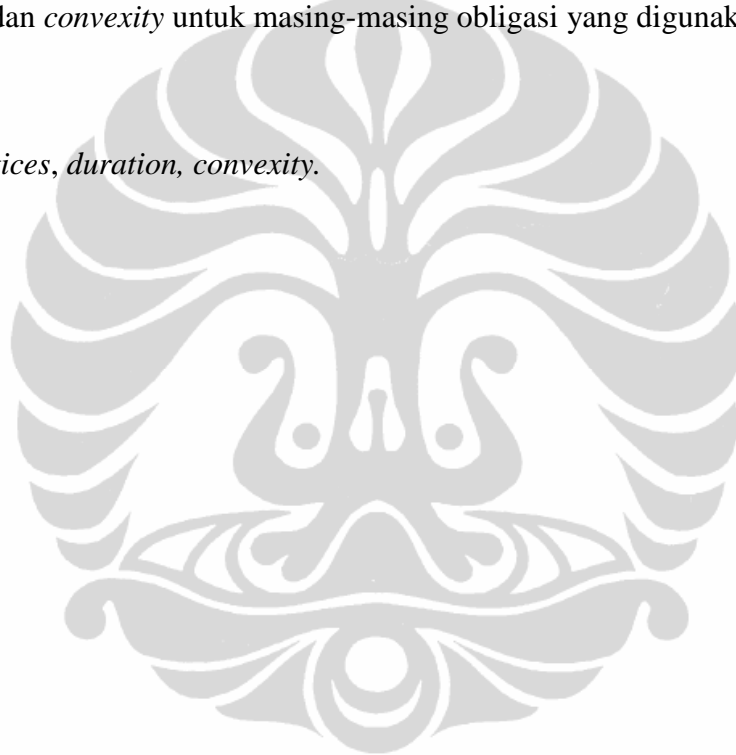 dan convexity untuk masing-masing obligasi yang digunak
ices, duration, convexity.